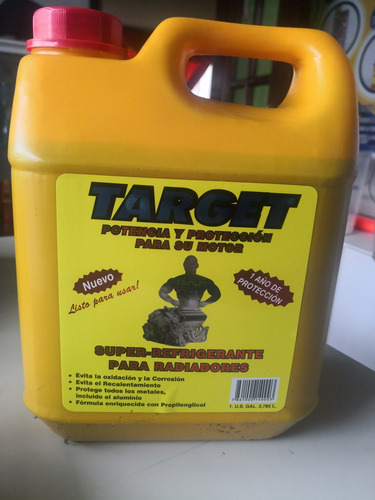 TARGET
POTENCIA Y PROTECCIÓN
PARA SU MOTOR
Nuevo
Listo para usar!
1 AÑO DE
PROTECCIÓN
SUPER-REFRIGERANTE
PARA RADIADORES
• Evita la oxidación y la Corrosión
• Evita el Recalentamiento
• Protege todos los metales,
incluido el aluminio
• Fórmula enriquecida con Propilenglicol
1 U.S. GAL. 3,785 L.